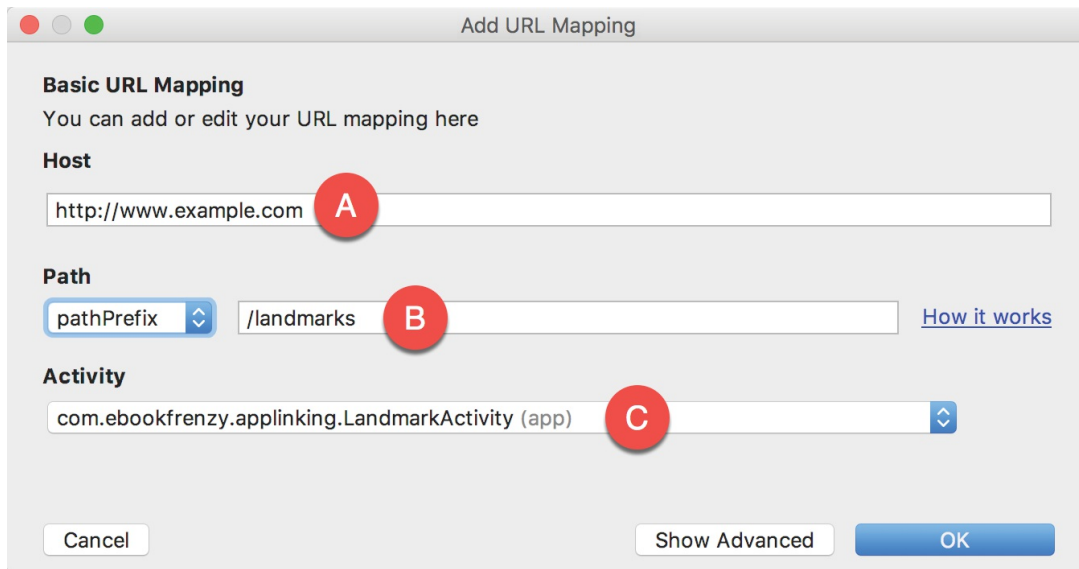 Add URL Mapping
Basic URL Mapping
You can add or edit your URL mapping here
Host
http://www.example.com A
Path
pathPrefix /landmarks B How it works
Activity
com.ebookfrenzy.applinking.LandmarkActivity (app) C
Cancel Show Advanced OK